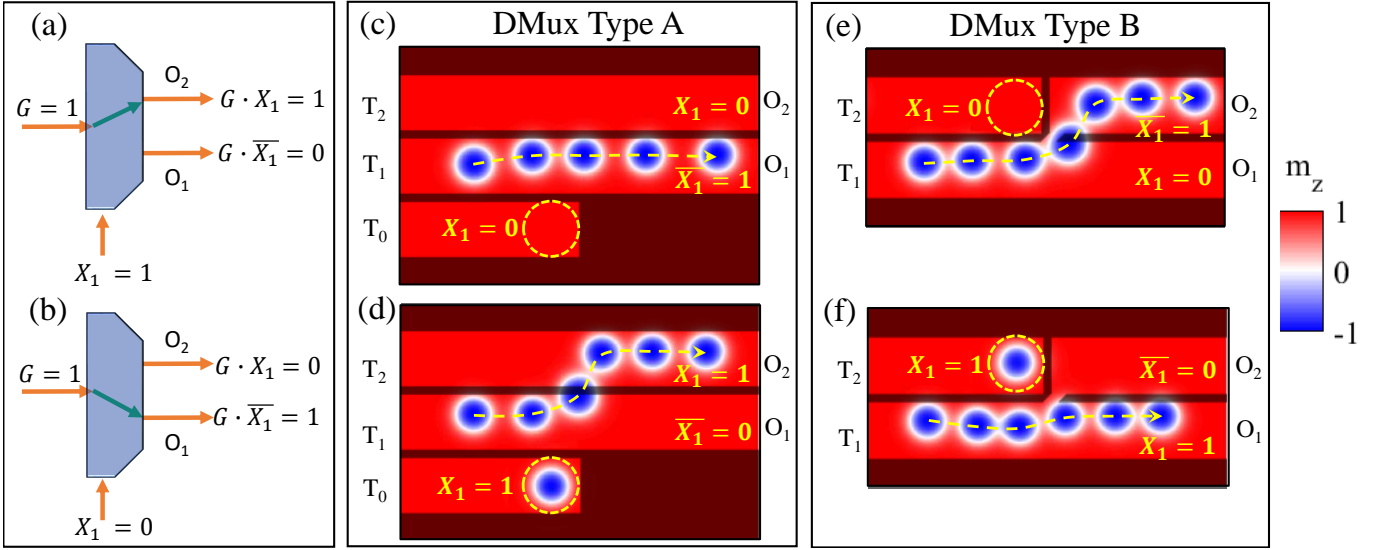 (a)
O₂
G = 1
G · X₁ = 1
G · X̅₁̅ = 0
O₁
X₁ = 1
(b)
O₂
G = 1
G · X₁ = 0
G · X̅₁̅ = 1
O₁
X₁ = 0
(c)
DMux Type A
T₂
X₁ = 0
O₂
T₁
X̅₁̅ = 1
O₁
T₀
X₁ = 0
(d)
T₂
X₁ = 1
O₂
T₁
X̅₁̅ = 0
O₁
T₀
X₁ = 1
(e)
DMux Type B
T₂
X₁ = 0
X̅₁̅ = 1
O₂
T₁
X₁ = 0
O₁
(f)
T₂
X₁ = 1
X̅₁̅ = 0
O₂
T₁
X₁ = 1
O₁
m_z
1
0
-1